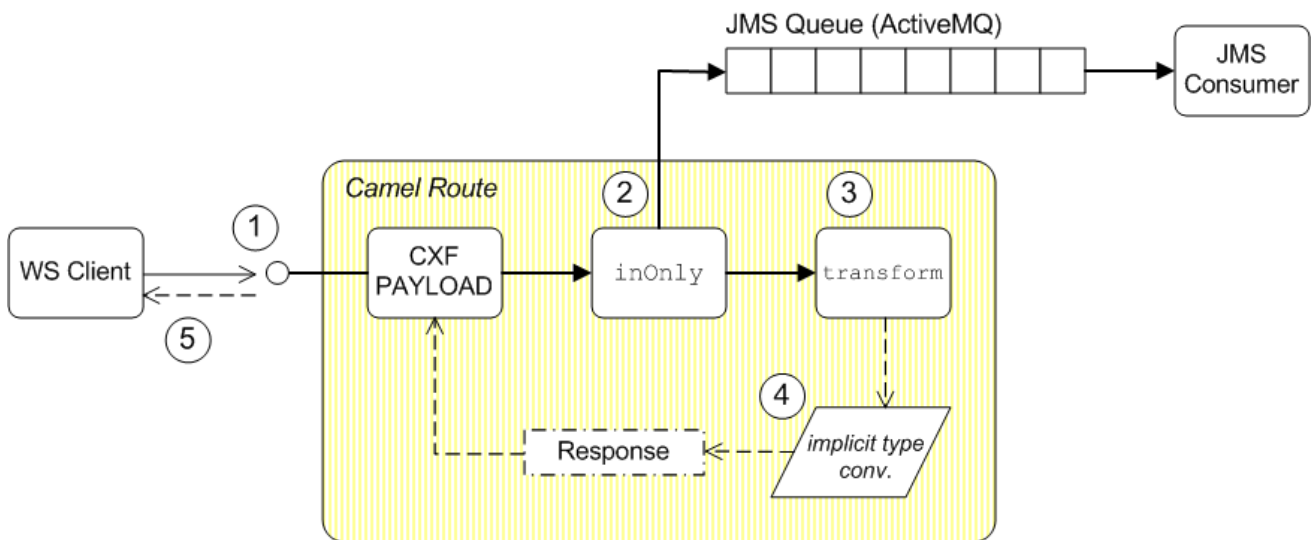 JMS Queue (ActiveMQ)
JMS
Consumer
Camel Route
2
3
1
WS Client
CXF
PAYLOAD
inOnly
transform
5
4
Response
implicit type
conv.